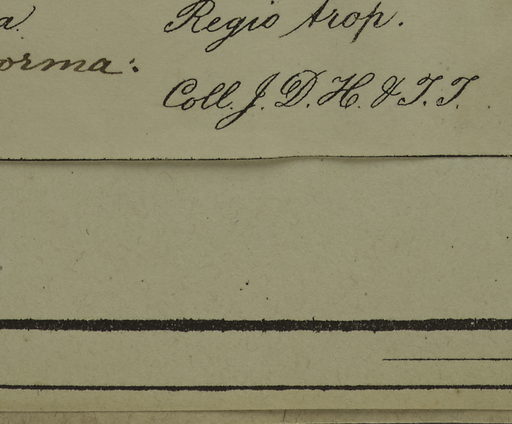 a. Regio trop.
orma: 
Coll. J. D. H. & T. T.